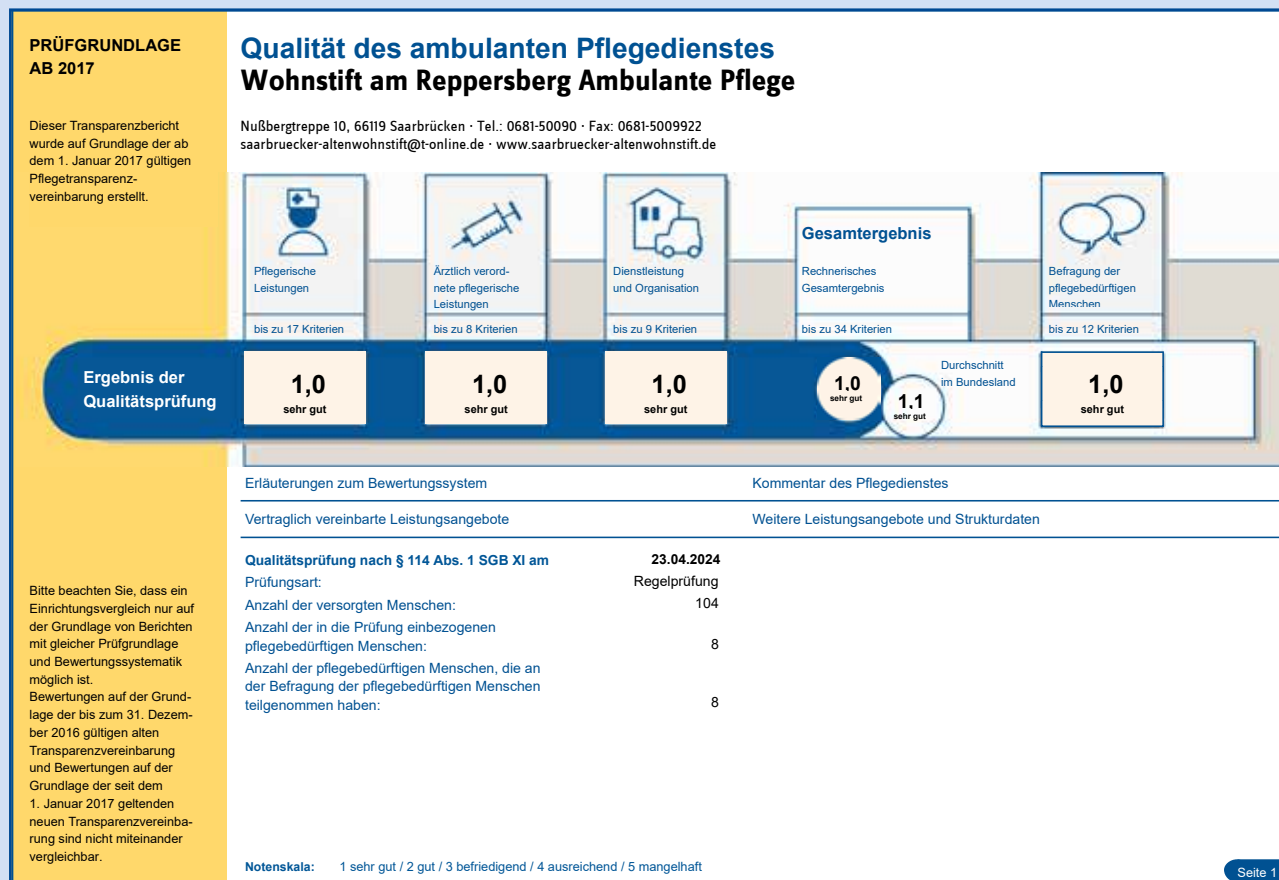 PRÜFGRUNDLAGE
AB 2017
Dieser Transparenzbericht
wurde auf Grundlage der ab
dem 1. Januar 2017 gültigen
Pflegetransparenz-
vereinbarung erstellt.
Qualität des ambulanten Pflegedienstes
Wohnstift am Reppersberg Ambulante Pflege
Nußbergtreppe 10, 66119 Saarbrücken · Tel.: 0681-50090 · Fax: 0681-5009922
saarbruecker-altenwohnstift@t-online.de · www.saarbruecker-altenwohnstift.de
Pflegerische
Leistungen
bis zu 17 Kriterien
Ärztlich verord-
nete pflegerische
Leistungen
bis zu 8 Kriterien
Dienstleistung
und Organisation
bis zu 9 Kriterien
Gesamtergebnis
Rechnerisches
Gesamtergebnis
bis zu 34 Kriterien
Befragung der
pflegebedürftigen
Menschen
bis zu 12 Kriterien
Ergebnis der
Qualitätsprüfung
1,0
sehr gut
1,0
sehr gut
1,0
sehr gut
1,0
sehr gut
1,1
sehr gut
Durchschnitt
im Bundesland
1,0
sehr gut
Erläuterungen zum Bewertungssystem
Kommentar des Pflegedienstes
Vertraglich vereinbarte Leistungsangebote
Weitere Leistungsangebote und Strukturdaten
Qualitätsprüfung nach § 114 Abs. 1 SGB XI am 23.04.2024
Prüfungsart: Regelprüfung
Anzahl der versorgten Menschen: 104
Anzahl der in die Prüfung einbezogenen
pflegebedürftigen Menschen: 8
Anzahl der pflegebedürftigen Menschen, die an
der Befragung der pflegebedürftigen Menschen
teilgenommen haben: 8
Bitte beachten Sie, dass ein
Einrichtungsvergleich nur auf
der Grundlage von Berichten
mit gleicher Prüfgrundlage
und Bewertungssystematik
möglich ist.
Bewertungen auf der Grund-
lage der bis zum 31. Dezem-
ber 2016 gültigen alten
Transparenzvereinbarung
und Bewertungen auf der
Grundlage der seit dem
1. Januar 2017 geltenden
neuen Transparenzvereinba-
rung sind nicht miteinander
vergleichbar.
Notenskala: 1 sehr gut / 2 gut / 3 befriedigend / 4 ausreichend / 5 mangelhaft
Seite 1